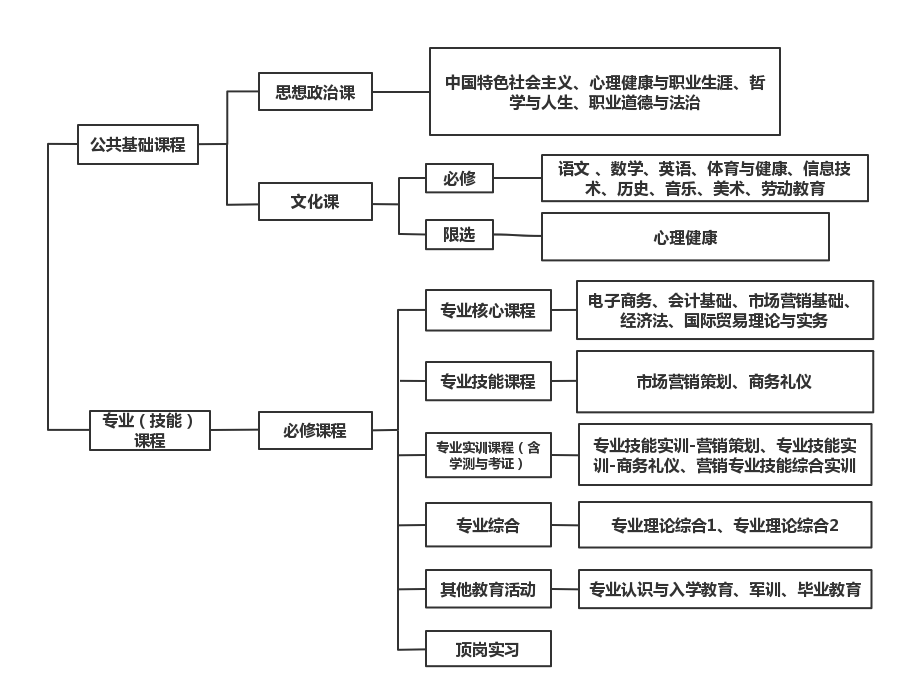 公共基础课程
思想政治课
中国特色社会主义、心理健康与职业生涯、哲
学与人生、职业道德与法治
文化课
必修
语文 、数学、英语、体育与健康、信息技
术、历史、音乐、美术、劳动教育
限选
心理健康
专业（技能）
课程
必修课程
专业核心课程
电子商务、会计基础、市场营销基础、
经济法、国际贸易理论与实务
专业技能课程
市场营销策划、商务礼仪
专业实训课程（含
学测与考证）
专业技能实训-营销策划、专业技能实
训-商务礼仪、营销专业技能综合实训
专业综合
专业理论综合1、专业理论综合2
其他教育活动
专业认识与入学教育、军训、毕业教育
顶岗实习